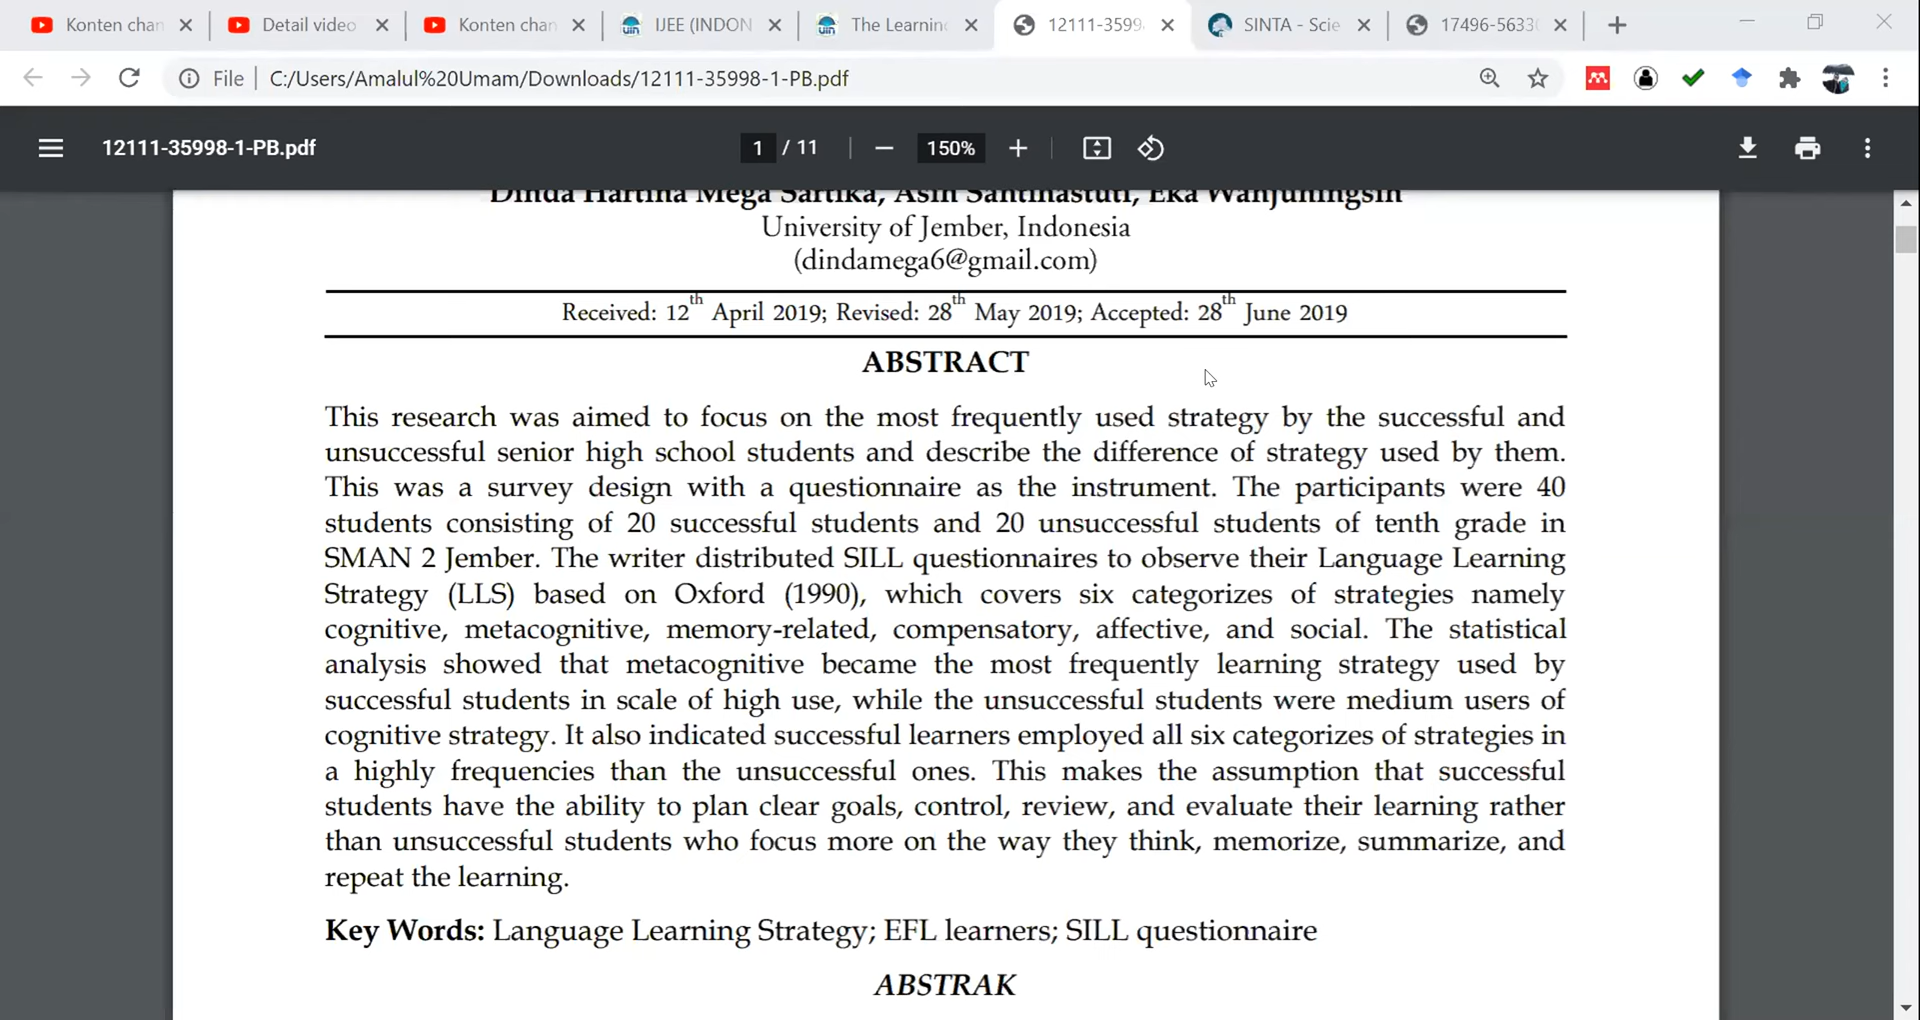 Konten chan
Detail video
Konten chan
IJEE (INDON
The Learning
12111-3599
SINTA - Scie
17496-5633
File C:/Users/Amalul%20Umam/Downloads/12111-35998-1-PB.pdf
12111-35998-1-PB.pdf
1 / 11
150%
Dinda Hartina Mega Sartika, Asih Santihastuti, Eka Wahjuningsih
University of Jember, Indonesia
(dindamega6@gmail.com)
Received: 12th April 2019; Revised: 28th May 2019; Accepted: 28th June 2019
ABSTRACT
This research was aimed to focus on the most frequently used strategy by the successful and
unsuccessful senior high school students and describe the difference of strategy used by them.
This was a survey design with a questionnaire as the instrument. The participants were 40
students consisting of 20 successful students and 20 unsuccessful students of tenth grade in
SMAN 2 Jember. The writer distributed SILL questionnaires to observe their Language Learning
Strategy (LLS) based on Oxford (1990), which covers six categorizes of strategies namely
cognitive, metacognitive, memory-related, compensatory, affective, and social. The statistical
analysis showed that metacognitive became the most frequently learning strategy used by
successful students in scale of high use, while the unsuccessful students were medium users of
cognitive strategy. It also indicated successful learners employed all six categorizes of strategies in
a highly frequencies than the unsuccessful ones. This makes the assumption that successful
students have the ability to plan clear goals, control, review, and evaluate their learning rather
than unsuccessful students who focus more on the way they think, memorize, summarize, and
repeat the learning.
Key Words: Language Learning Strategy; EFL learners; SILL questionnaire
ABSTRAK